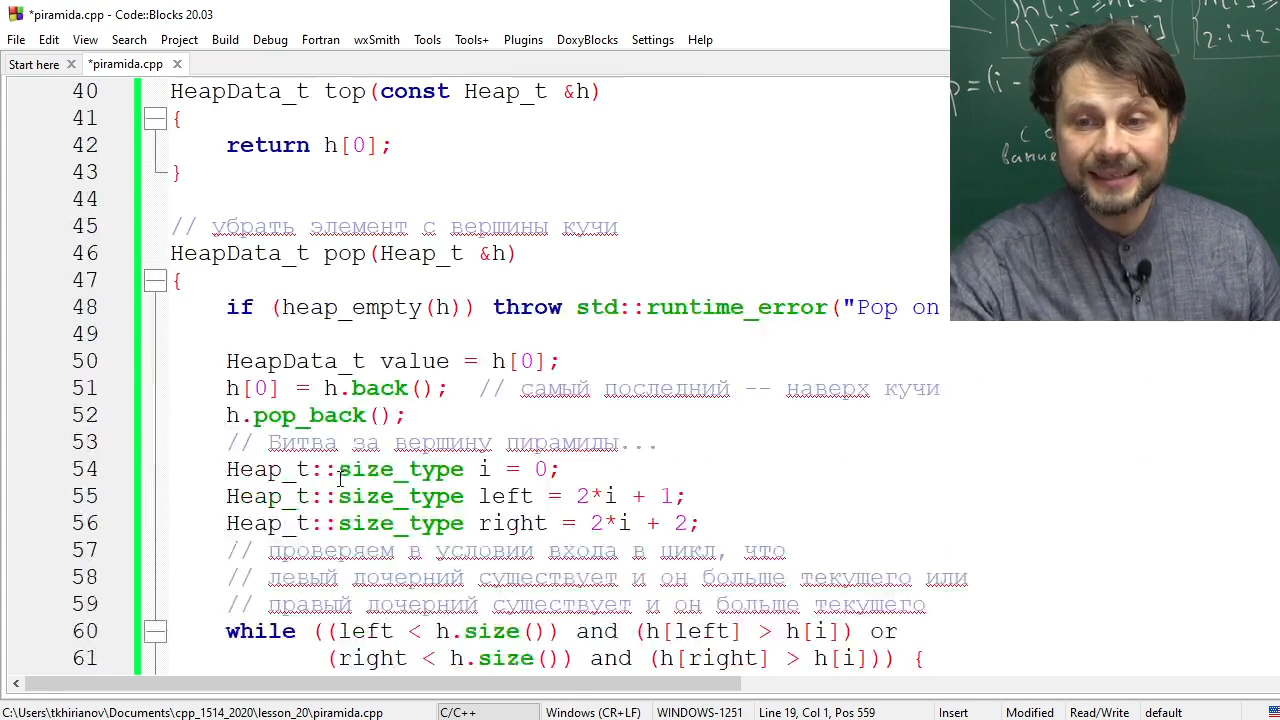 *piramida.cpp - Code::Blocks 20.03
File Edit View Search Project Build Debug Fortran wxSmith Tools Tools+ Plugins DoxyBlocks Settings Help
Start here *piramida.cpp
40 HeapData_t top(const Heap_t &h)
41 {
42 return h[0];
43 }
44
45 // убрать элемент с вершины кучи
46 HeapData_t pop(Heap_t &h)
47 {
48 if (heap_empty(h)) throw std::runtime_error("Pop on
49
50 HeapData_t value = h[0];
51 h[0] = h.back(); // самый последний -- наверх кучи
52 h.pop_back();
53 // Битва за вершину пирамиды...
54 Heap_t::size_type i = 0;
55 Heap_t::size_type left = 2*i + 1;
56 Heap_t::size_type right = 2*i + 2;
57 // проверяем в условии входа в цикл, что
58 // левый дочерний существует и он больше текущего или
59 // правый дочерний существует и он больше текущего
60 while ((left < h.size()) and (h[left] > h[i]) or
61 (right < h.size()) and (h[right] > h[i])) {
C:\Users\tkhirianov\Documents\cpp_1514_2020\lesson_20\piramida.cpp C/C++ Windows (CR+LF) WINDOWS-1251 Line 19, Col 1, Pos 559 Insert Modified Read/Write default
2·i+2